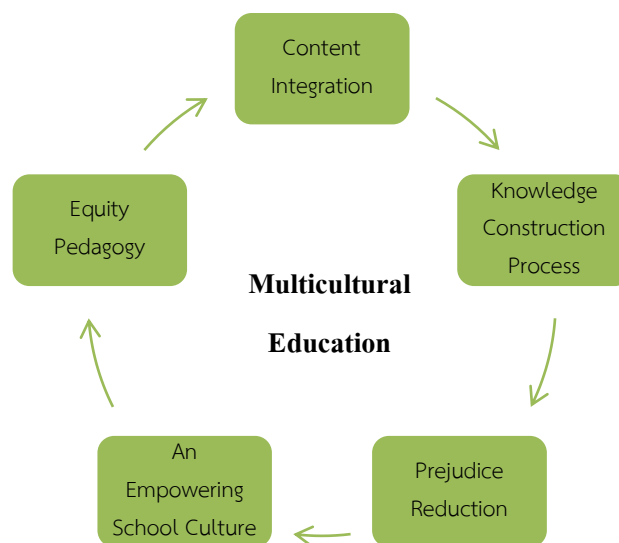 Content
Integration
Knowledge
Construction
Process
Equity
Pedagogy
Multicultural
Education
Prejudice
Reduction
An
Empowering
School Culture